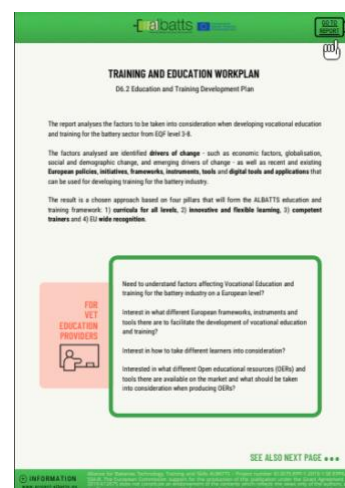 albatts
GO TO
REPORT
TRAINING AND EDUCATION WORKPLAN
D6.2 Education and Training Development Plan
The report analyses the factors to be taken into consideration when developing vocational education
and training for the battery sector from EQF level 3-8.
The factors analysed are identified drivers of change - such as economic factors, globalisation,
social and demographic change, and emerging drivers of change - as well as recent and existing
European policies, initiatives, frameworks, instruments, tools and digital tools and applications that
can be used for developing training for the battery industry.
The result is a chosen approach based on four pillars that will form the ALBATTS education and
training framework: 1) curricula for all levels, 2) innovative and flexible learning, 3) competent
trainers and 4) EU wide recognition.
FOR
VET
EDUCATION
PROVIDERS
Need to understand factors affecting Vocational Education and
training for the battery industry on a European level?
Interest in what different European frameworks, instruments and
tools there are to facilitate the development of vocational education
and training?
Interest in how to take different learners into consideration?
Interested in what different Open educational resources (OERs) and
tools there are available on the market and what should be taken
into consideration when producing OERs?
SEE ALSO NEXT PAGE
INFORMATION